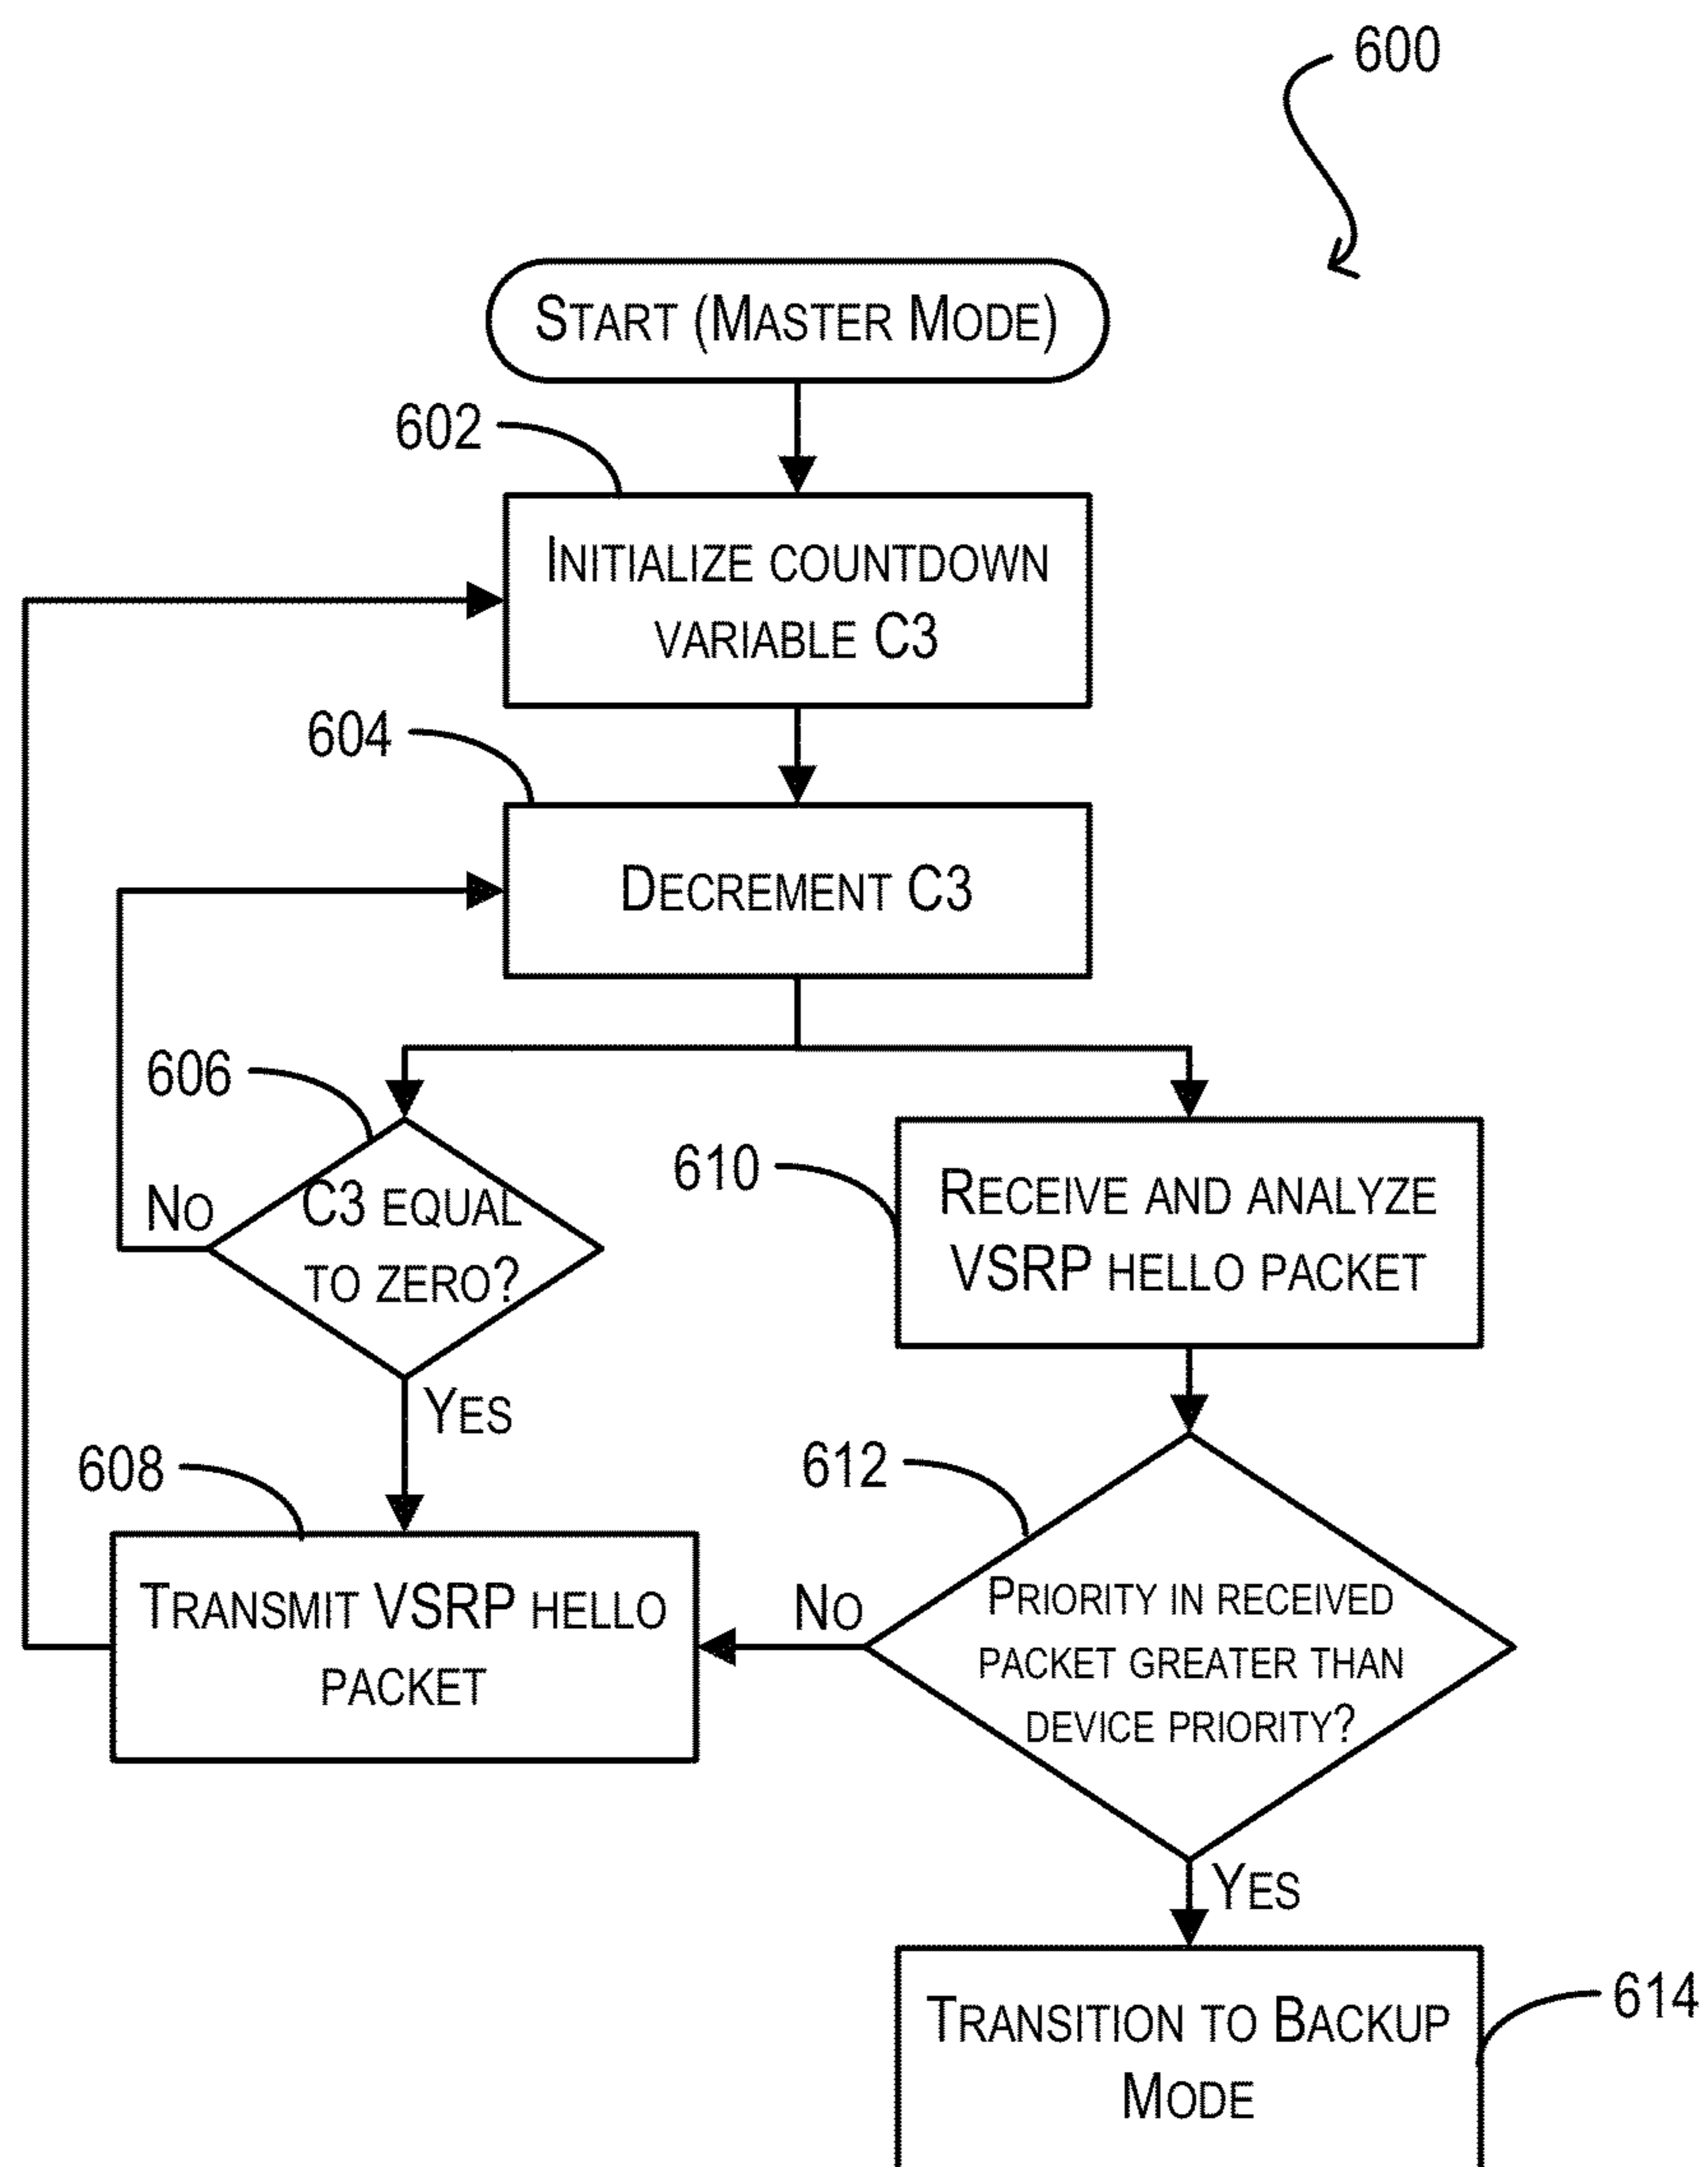 600
START (MASTER MODE)
602
INITIALIZE COUNTDOWN
VARIABLE C3
604
DECREMENT C3
606
C3 EQUAL
TO ZERO?
NO
YES
610
RECEIVE AND ANALYZE
VSRP HELLO PACKET
608
TRANSMIT VSRP HELLO
PACKET
612
NO
PRIORITY IN RECEIVED
PACKET GREATER THAN
DEVICE PRIORITY?
YES
614
TRANSITION TO BACKUP
MODE